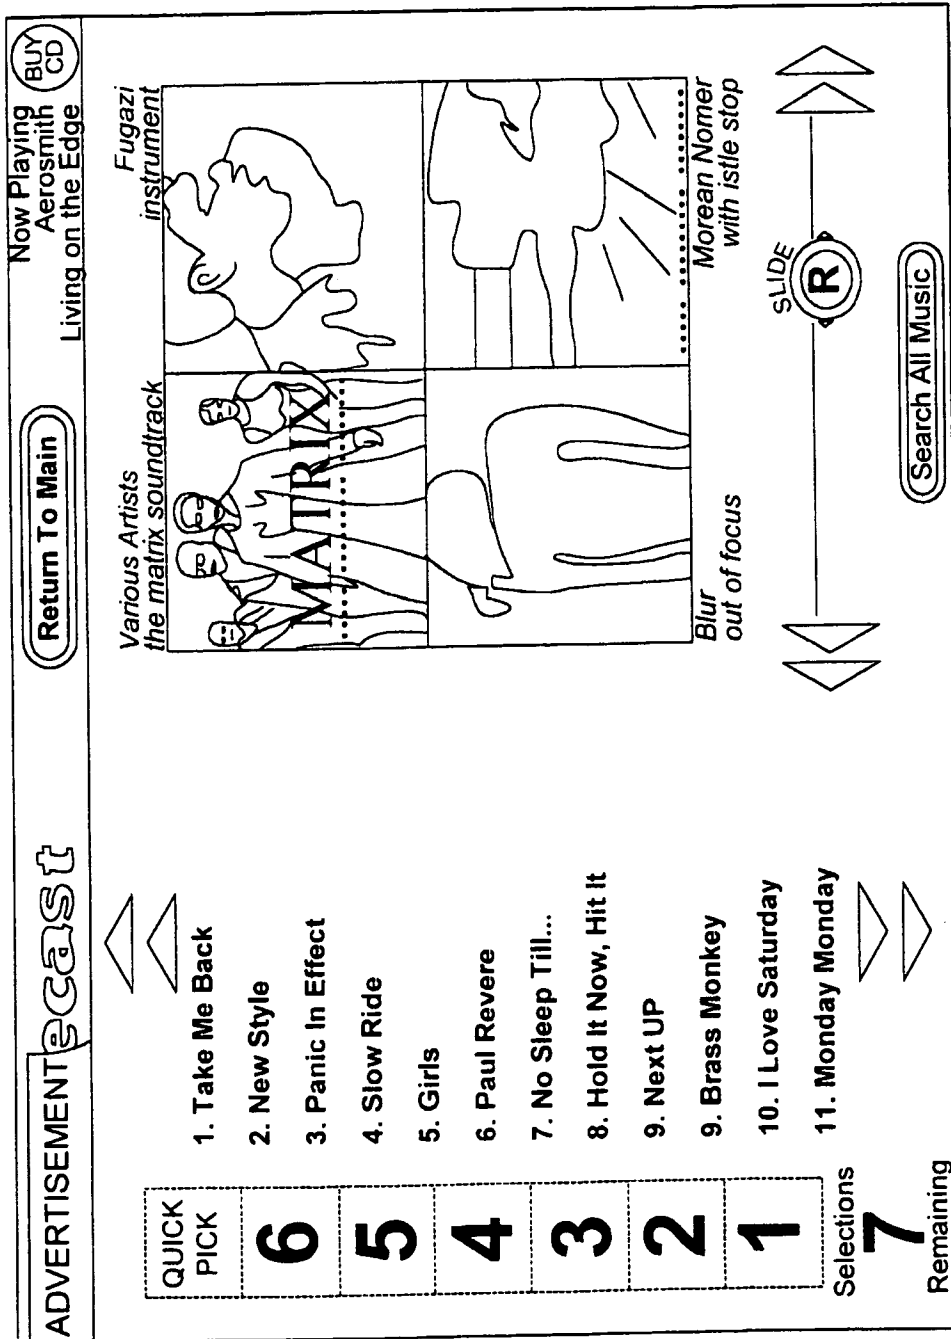 ADVERTISEMENT
ecast
Return To Main
Now Playing
Aerosmith
Living on the Edge
BUY
CD
QUICK
PICK
6
5
4
3
2
1
Selections
7
Remaining
1. Take Me Back
2. New Style
3. Panic In Effect
4. Slow Ride
5. Girls
6. Paul Revere
7. No Sleep Till...
8. Hold It Now, Hit It
9. Next UP
9. Brass Monkey
10. I Love Saturday
11. Monday Monday
Various Artists
the matrix soundtrack
MATRIX
Fugazi
instrument
Blur
out of focus
Morean Nomer
with istle stop
SLIDE
R
Search All Music